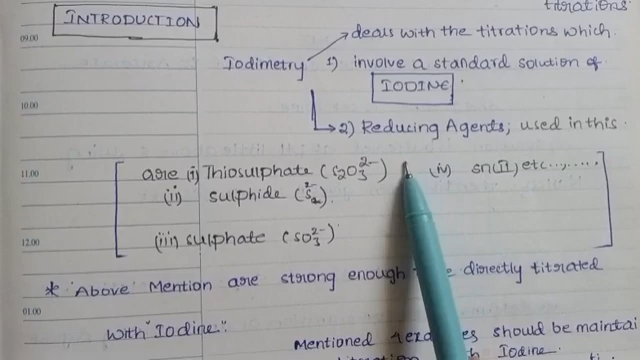 titrations.
INTRODUCTION
09.00
deals with the titrations which
Iodimetry 1) involve a standard solution of
IODINE
10.00
2) Reducing Agents; used in this
11.00
are (i) Thiosulphate (S2O3^2-) (iv) Sn(II) etc.,......
(ii) sulphide
12.00
(iii) sulphate (SO3^2-)
* "Above" Mention are strong enough directly titrated
01.00
with "Iodine".
Mentioned should be maintai
with Iodine.